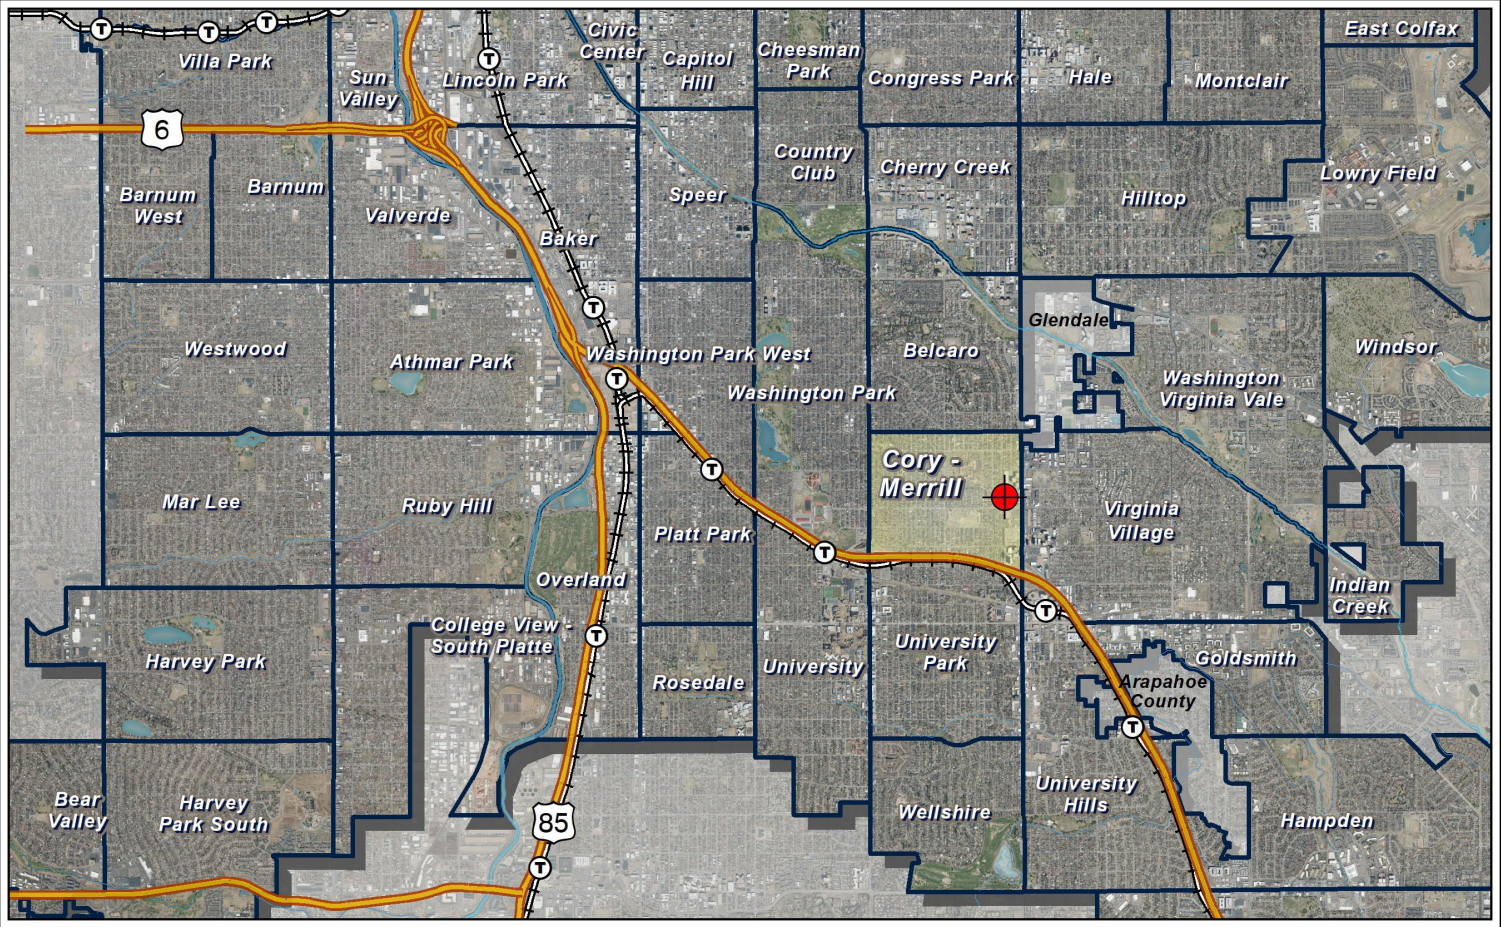 T
T
T
T
Villa Park
Sun
Valley
Lincoln Park
Civic
Center
Capitol
Hill
Cheesman
Park
Congress Park
Hale
Montclair
East Colfax
6
Barnum
West
Barnum
Valverde
Baker
Speer
Country
Club
Cherry Creek
Hilltop
Lowry Field
T
Westwood
Athmar Park
Washington Park West
T
Washington Park
Belcaro
Glendale
Washington
Virginia Vale
Windsor
Mar Lee
Ruby Hill
T
Platt Park
Cory -
Merrill
Virginia
Village
T
Overland
Indian
Creek
T
College View -
South Platte
T
Harvey Park
Rosedale
University
University
Park
Goldsmith
Arapahoe
County
T
Bear
Valley
Harvey
Park South
85
T
Wellshire
University
Hills
Hampden